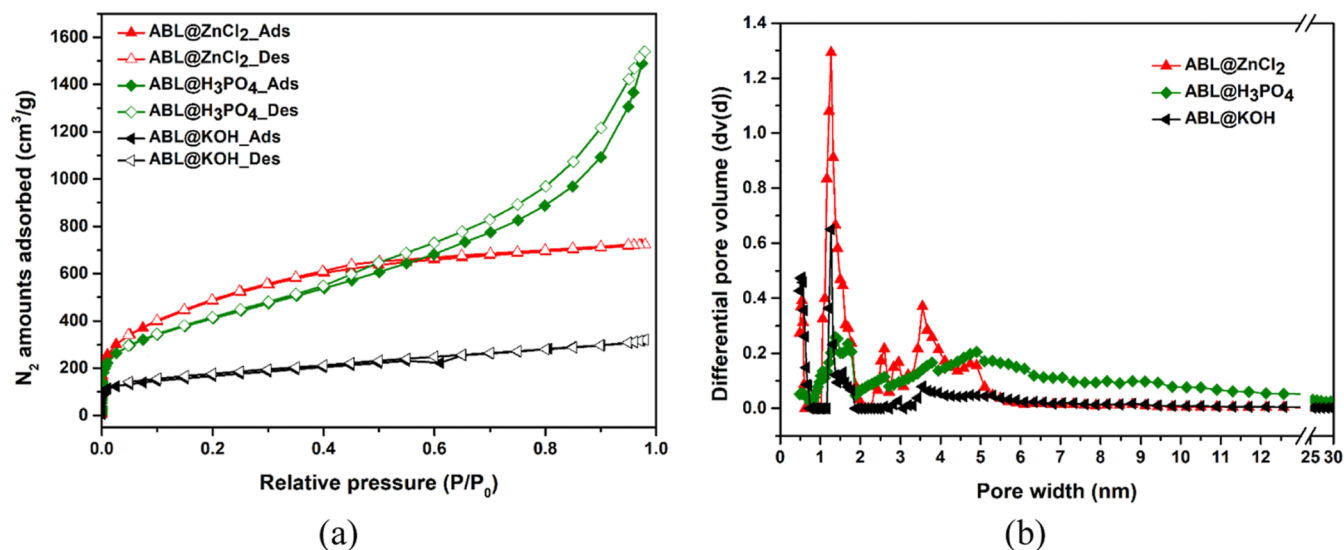 ABL@ZnCl₂_Ads
ABL@ZnCl₂_Des
ABL@H₃PO₄_Ads
ABL@H₃PO₄_Des
ABL@KOH_Ads
ABL@KOH_Des
1600
1400
1200
1000
800
600
400
200
0
N₂ amounts adsorbed (cm³/g)
0.0 0.2 0.4 0.6 0.8 1.0
Relative pressure (P/P₀)
(a)
ABL@ZnCl₂
ABL@H₃PO₄
ABL@KOH
1.4
1.2
1.0
0.8
0.6
0.4
0.2
0.0
Differential pore volume (dv(d))
0 1 2 3 4 5 6 7 8 9 10 11 12 25 30
Pore width (nm)
(b)